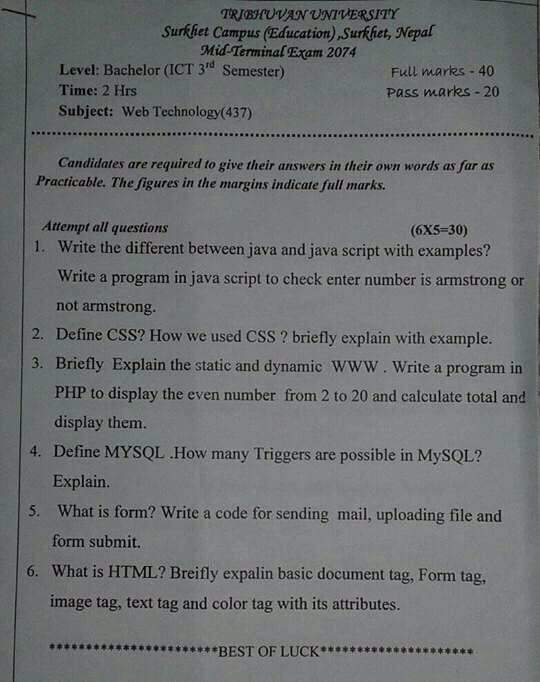 TRIBHUVAN UNIVERSITY
Surkhet Campus (Education) ,Surkhet, Nepal
Mid-Terminal Exam 2074
Level: Bachelor (ICT 3rd Semester) Full marks - 40
Time: 2 Hrs Pass marks - 20
Subject: Web Technology(437)
Candidates are required to give their answers in their own words as far as
Practicable. The figures in the margins indicate full marks.
Attempt all questions (6X5=30)
1. Write the different between java and java script with examples?
Write a program in java script to check enter number is armstrong or
not armstrong.
2. Define CSS? How we used CSS ? briefly explain with example.
3. Briefly Explain the static and dynamic WWW . Write a program in
PHP to display the even number from 2 to 20 and calculate total and
display them.
4. Define MYSQL .How many Triggers are possible in MySQL?
Explain.
5. What is form? Write a code for sending mail, uploading file and
form submit.
6. What is HTML? Breifly expalin basic document tag, Form tag,
image tag, text tag and color tag with its attributes.
***********************BEST OF LUCK*********************